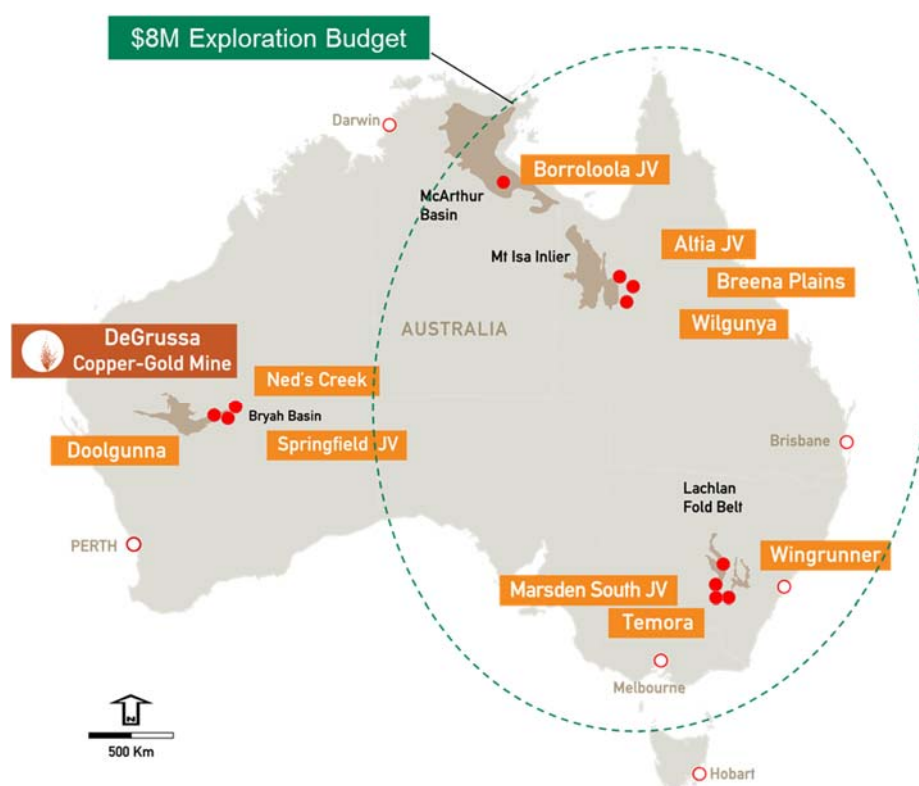 $8M Exploration Budget
Darwin
Borroloola JV
McArthur
Basin
Altia JV
Mt Isa Inlier
Breena Plains
Wilgunya
AUSTRALIA
DeGrussa
Copper-Gold Mine
Ned's Creek
Bryah Basin
Springfield JV
Doolgunna
Brisbane
Lachlan
Fold Belt
PERTH
Wingrunner
Marsden South JV
Temora
Melbourne
N
500 Km
Hobart